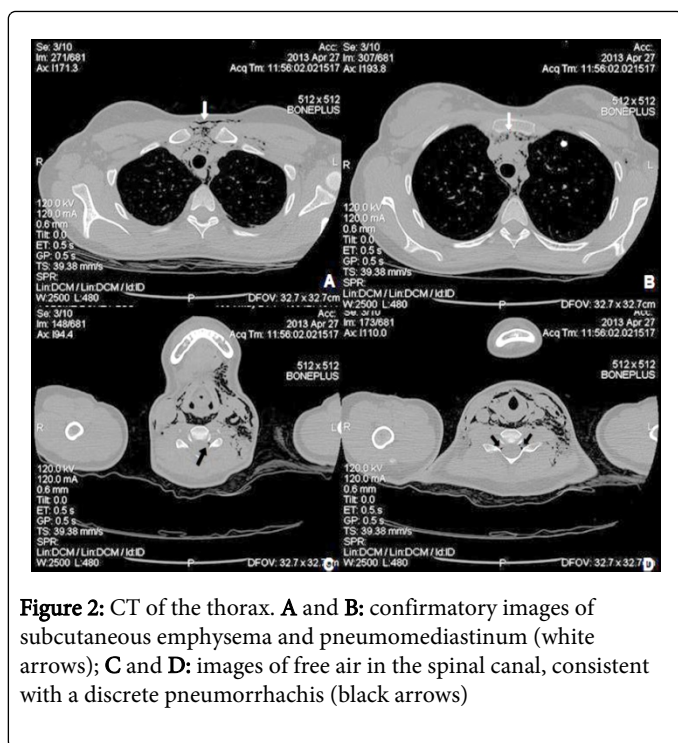 Se: 3/10
Im: 271/681
Ax: I171.3
Acc:
2013 Apr 27
Acq Tm: 11:56:02.021517
512 x 512
BONEPLUS
R
120.0 kV
120.0 mA
0.6 mm
Tilt: 0.0
ET: 0.5 s
GP: 0.5 s
TS: 39.38 mm/s
SPR:
Lin:DCM / Lin:DCM / Id:ID
W:2500 L:480
P
DFOV: 32.7 x 32.7cm
A
Se: 3/10
Im: 307/681
Ax: I193.8
Acc:
2013 Apr 27
Acq Tm: 11:56:02.021517
512 x 512
BONEPLUS
R
L
120.0 kV
120.0 mA
0.6 mm
Tilt: 0.0
ET: 0.5 s
GP: 0.5 s
TS: 39.38 mm/s
SPR:
Lin:DCM / Lin:DCM / Id:ID
W:2500 L:480
P
DFOV: 32.7 x 32.7cm
B
Se: 3/10
Im: 148/681
Ax: I94.4
Acc:
2013 Apr 27
Acq Tm: 11:56:02.021517
512 x 512
BONEPLUS
R
L
120.0 kV
120.0 mA
0.6 mm
Tilt: 0.0
ET: 0.5 s
GP: 0.5 s
TS: 39.38 mm/s
SPR:
Lin:DCM / Lin:DCM / Id:ID
W:2500 L:480
P
DFOV: 32.7 x 32.7cm
Im: 173/681
Ax: I110.0
Acc:
2013 Apr 27
Acq Tm: 11:56:02.021517
512 x 512
BONEPLUS
R
L
120.0 kV
120.0 mA
0.6 mm
Tilt: 0.0
ET: 0.5 s
GP: 0.5 s
TS: 39.38 mm/s
SPR:
Lin:DCM / Lin:DCM / Id:ID
W:2500 L:480
P
DFOV: 32.7 x 32.7cm
Figure 2: CT of the thorax. A and B: confirmatory images of
subcutaneous emphysema and pneumomediastinum (white
arrows); C and D: images of free air in the spinal canal, consistent
with a discrete pneumorrhachis (black arrows)